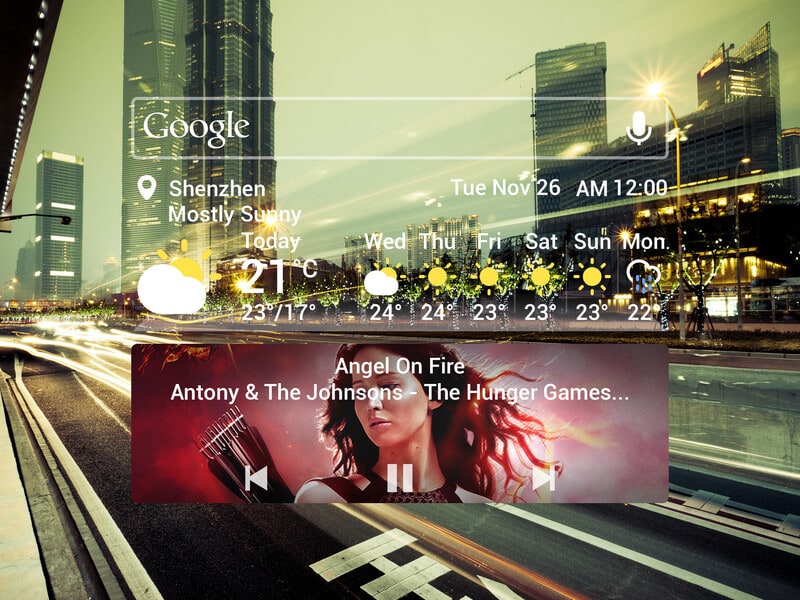 Google
Shenzhen
Tue Nov 26 AM 12:00
Mostly Sunny
Today Wed Thu Fri Sat Sun Mon
21°C
23°/17° 24° 24° 23° 23° 23° 22°
Angel On Fire
Antony & The Johnsons - The Hunger Games...